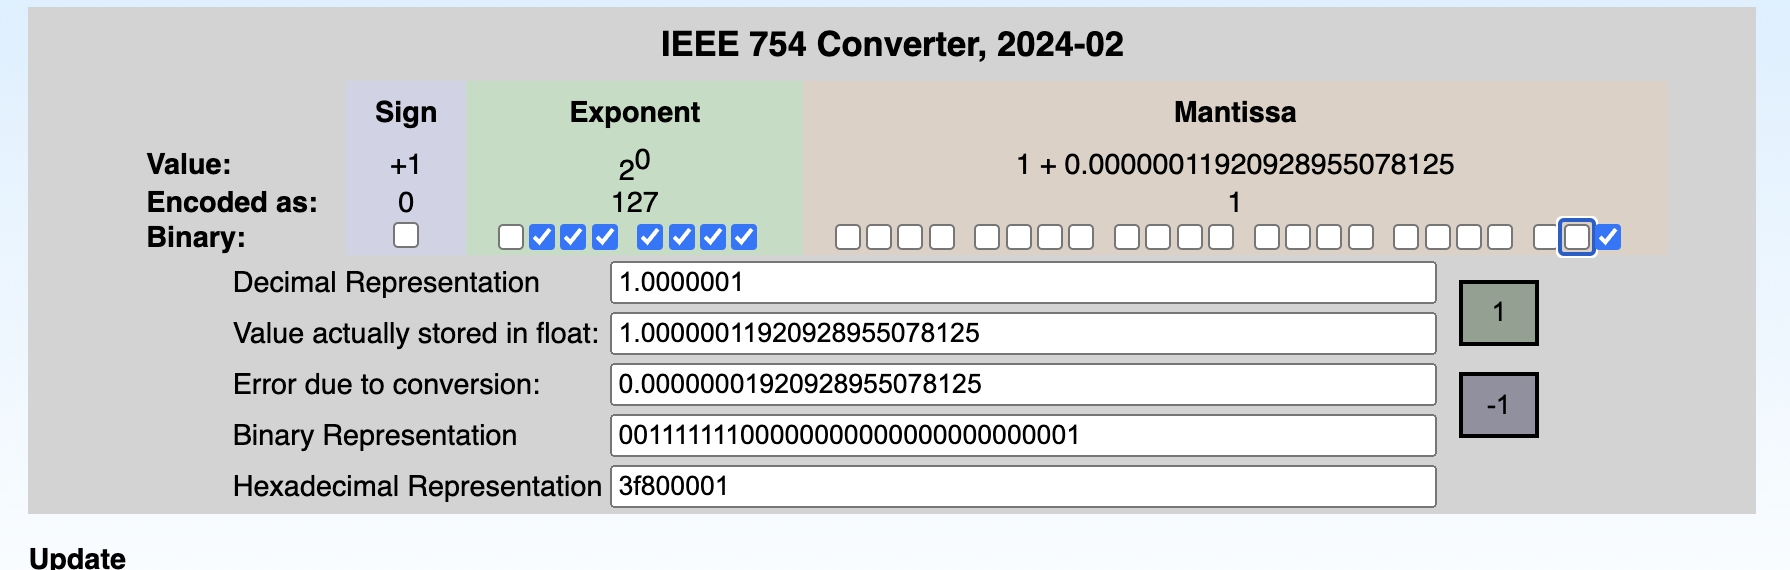 IEEE 754 Converter, 2024-02
Sign Exponent Mantissa
Value: +1 2^0 1 + 0.00000011920928955078125
Encoded as: 0 127 1
Binary:
Decimal Representation 1.0000001
Value actually stored in float: 1.00000011920928955078125
Error due to conversion: 0.00000001920928955078125
Binary Representation 00111111100000000000000000000001
Hexadecimal Representation 3f800001
1
-1
Update